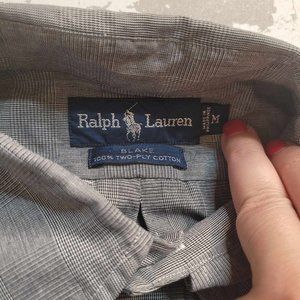 Ralph Lauren
M
BLAKE
100% TWO-PLY COTTON